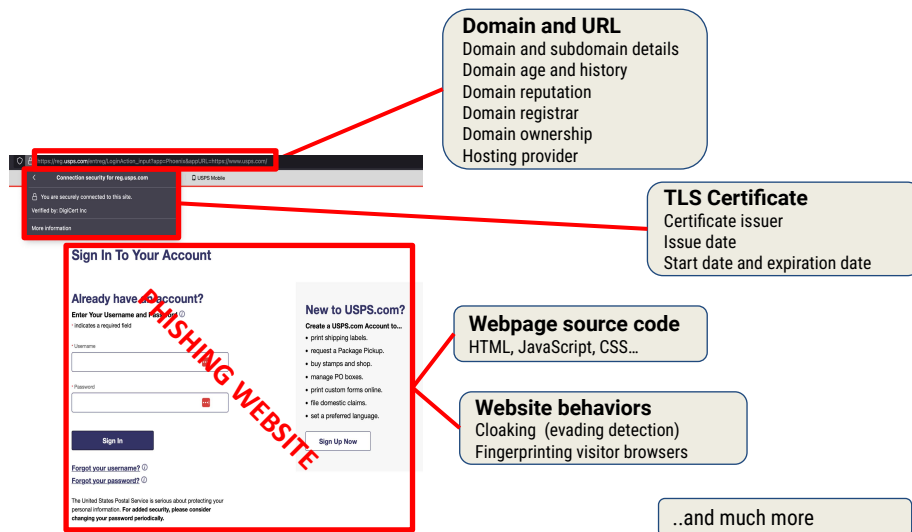 Domain and URL
Domain and subdomain details
Domain age and history
Domain reputation
Domain registrar
Domain ownership
Hosting provider
https://reg.usps.com/entreg/LoginAction_input?app=Phoenix&appURL=https://www.usps.com/
Connection security for reg.usps.com
USPS Mobile
You are securely connected to this site.
Verified by: DigiCert Inc
More information
TLS Certificate
Certificate issuer
Issue date
Start date and expiration date
Sign In To Your Account
Already have an account?
Enter Your Username and Password
* indicates a required field
* Username
* Password
Sign In
Forgot your username?
Forgot your password?
The United States Postal Service is serious about protecting your
personal information. For added security, please consider
changing your password periodically.
PHISHING WEBSITE
New to USPS.com?
Create a USPS.com Account to...
• print shipping labels.
• request a Package Pickup.
• buy stamps and shop.
• manage PO boxes.
• print custom forms online.
• file domestic claims.
• set a preferred language.
Sign Up Now
Webpage source code
HTML, JavaScript, CSS…
Website behaviors
Cloaking (evading detection)
Fingerprinting visitor browsers
..and much more